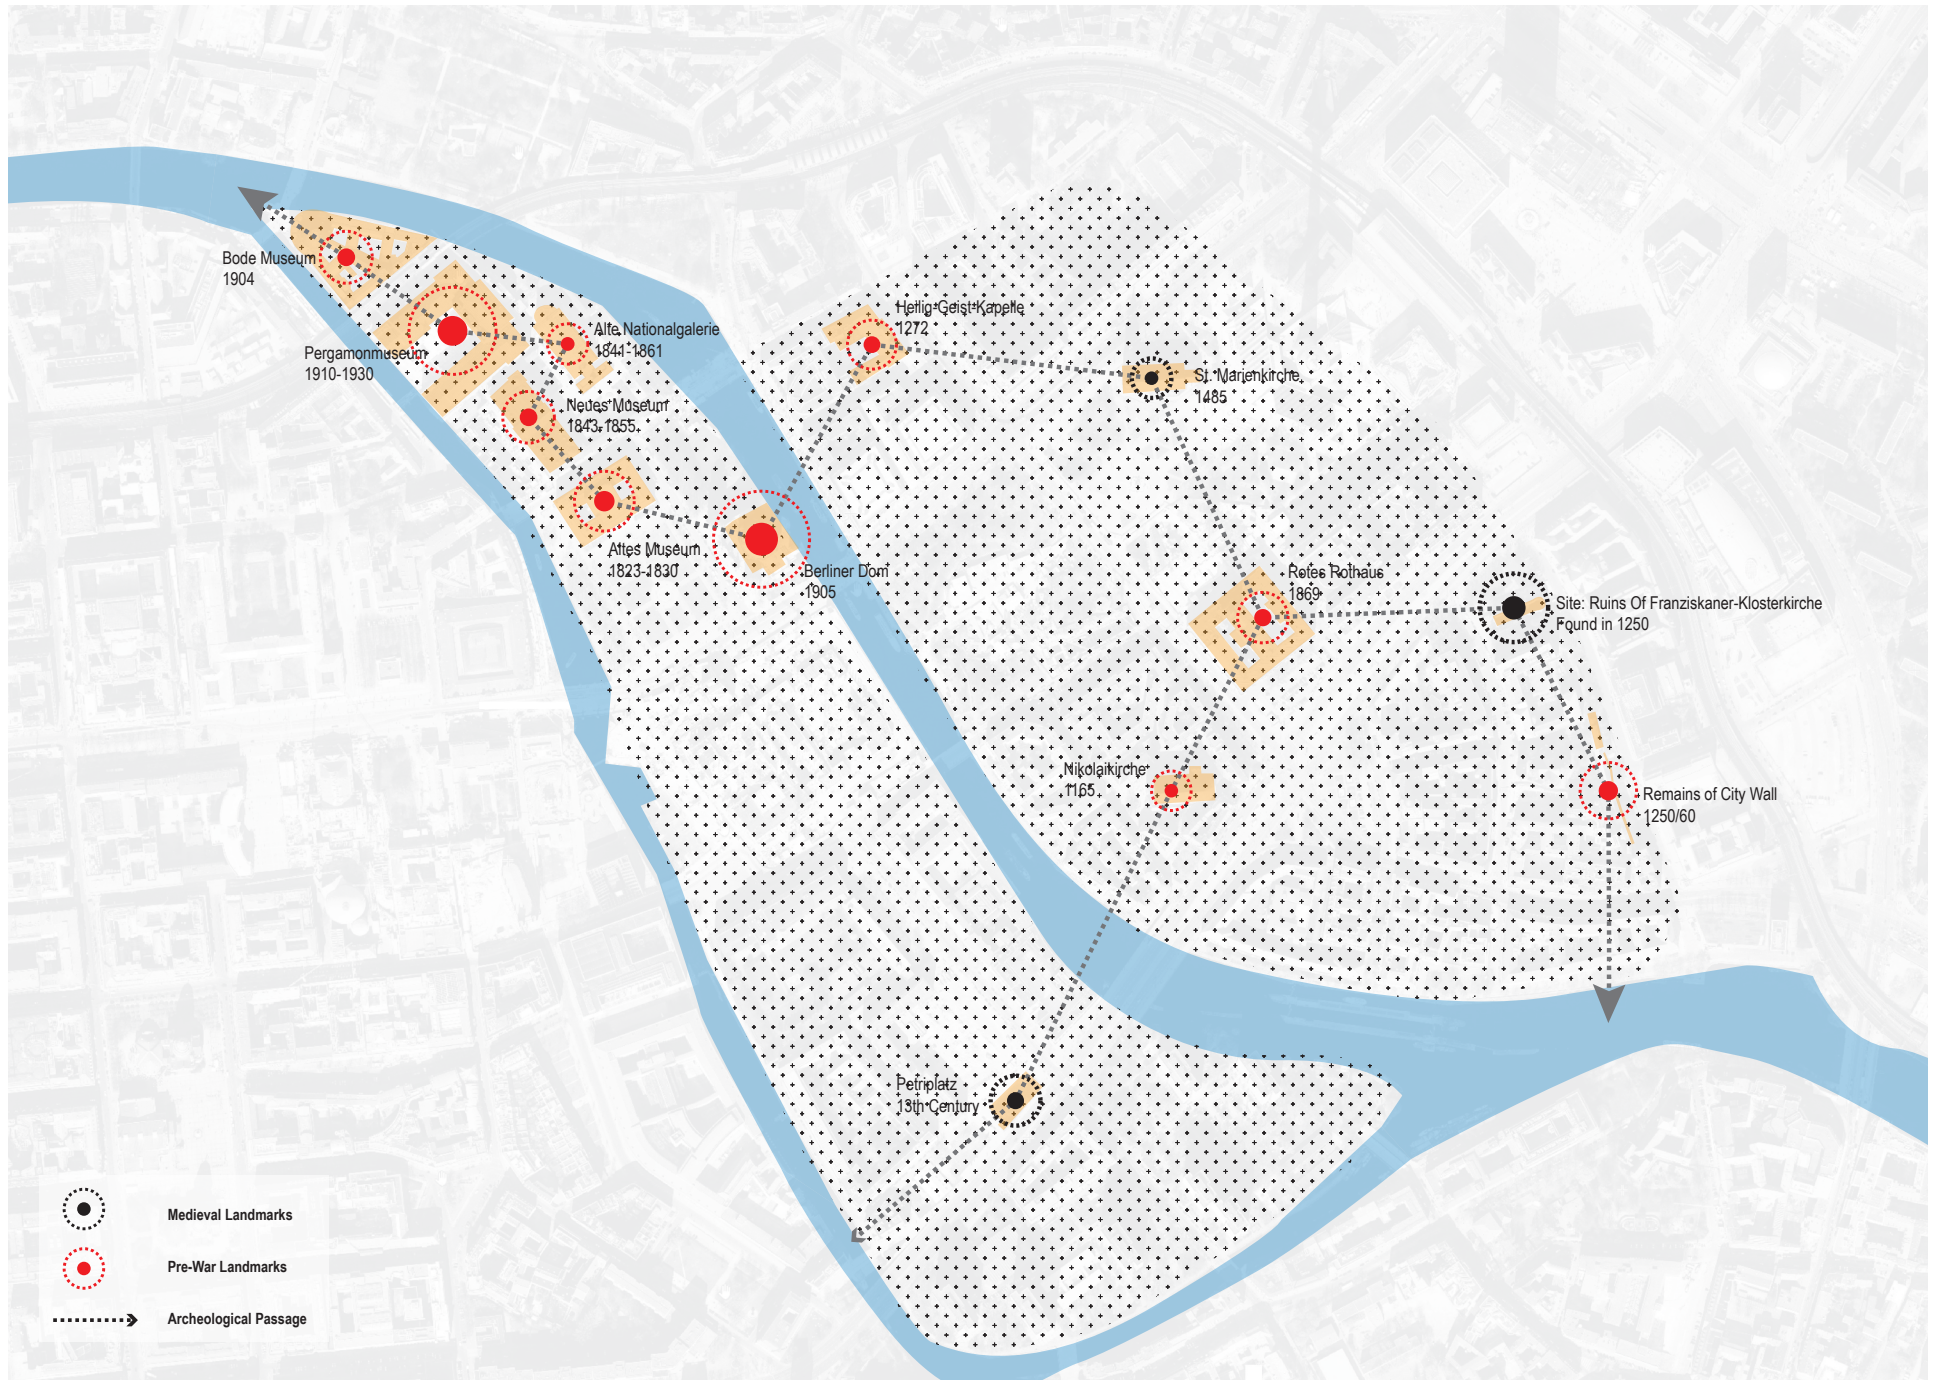 Bode Museum
1904
Pergamonmuseum
1910-1930
Alte Nationalgalerie
1841-1861
Neues Museum
1843-1855
Altes Museum
1823-1830
Berliner Dom
1905
Heilig-Geist-Kapelle
1272
St. Marienkirche
1485
Rotes Rothaus
1869
Site: Ruins Of Franziskaner-Klosterkirche
Found in 1250
Nikolaikirche
1165
Remains of City Wall
1250/60
Petriplatz
13th Century
Medieval Landmarks
Pre-War Landmarks
Archeological Passage